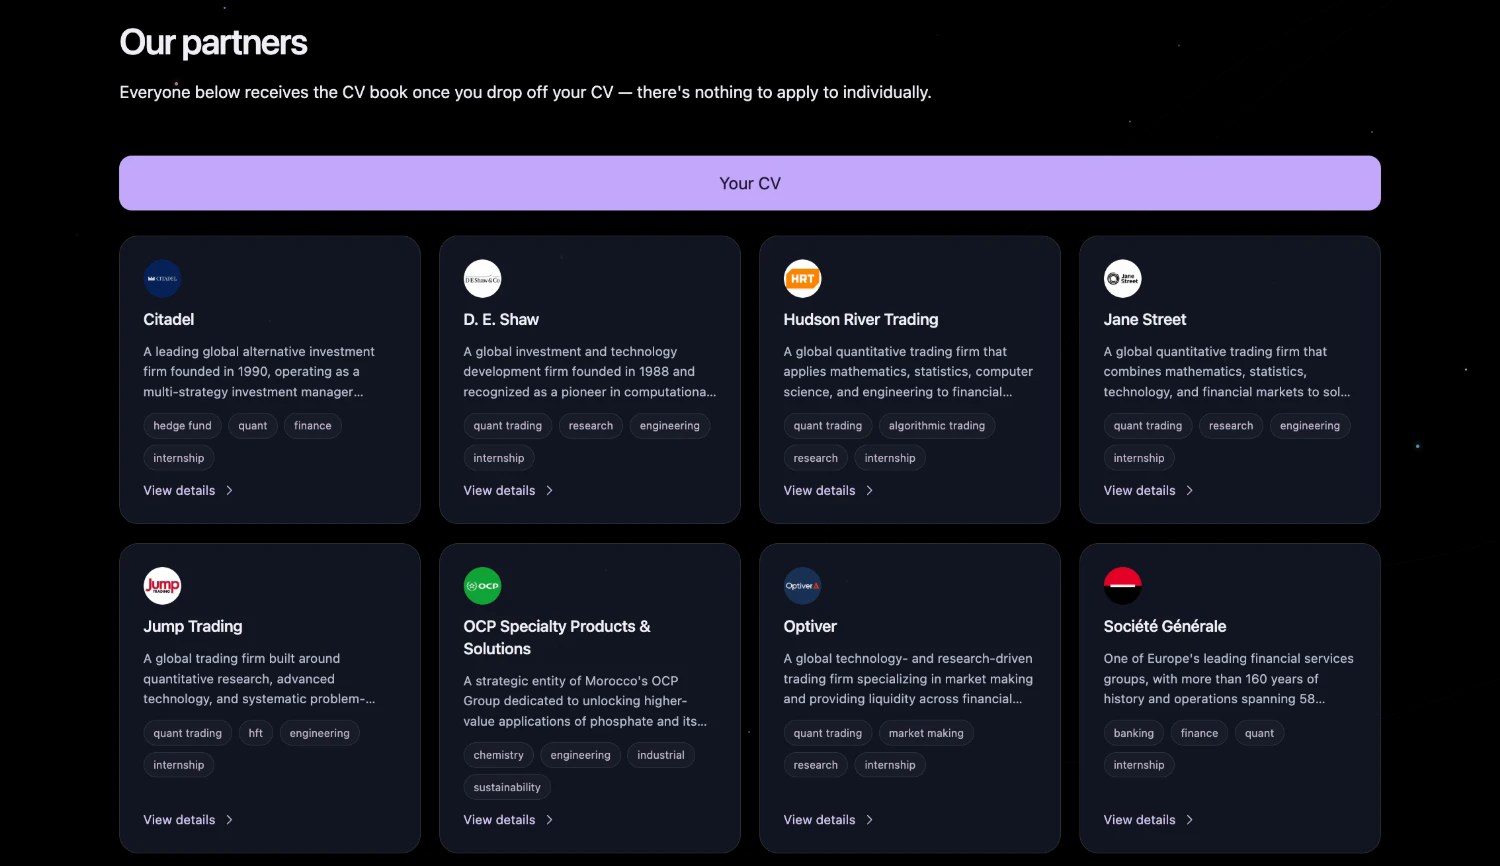 Our partners
Everyone below receives the CV book once you drop off your CV — there's nothing to apply to individually.
Your CV
CITADEL
Citadel
A leading global alternative investment
firm founded in 1990, operating as a
multi-strategy investment manager...
hedge fund
quant
finance
internship
View details
D E Shaw & Co
D. E. Shaw
A global investment and technology
development firm founded in 1988 and
recognized as a pioneer in computationa...
quant trading
research
engineering
internship
View details
HRT
Hudson River Trading
A global quantitative trading firm that
applies mathematics, statistics, computer
science, and engineering to financial...
quant trading
algorithmic trading
research
internship
View details
Jane
Street
Jane Street
A global quantitative trading firm that
combines mathematics, statistics,
technology, and financial markets to sol...
quant trading
research
engineering
internship
View details
Jump
TRADING
Jump Trading
A global trading firm built around
quantitative research, advanced
technology, and systematic problem-...
quant trading
hft
engineering
internship
View details
OCP
OCP Specialty Products &
Solutions
A strategic entity of Morocco's OCP
Group dedicated to unlocking higher-
value applications of phosphate and its...
chemistry
engineering
industrial
sustainability
View details
Optiver
Optiver
A global technology- and research-driven
trading firm specializing in market making
and providing liquidity across financial...
quant trading
market making
research
internship
View details
Société Générale
One of Europe's leading financial services
groups, with more than 160 years of
history and operations spanning 58...
banking
finance
quant
internship
View details